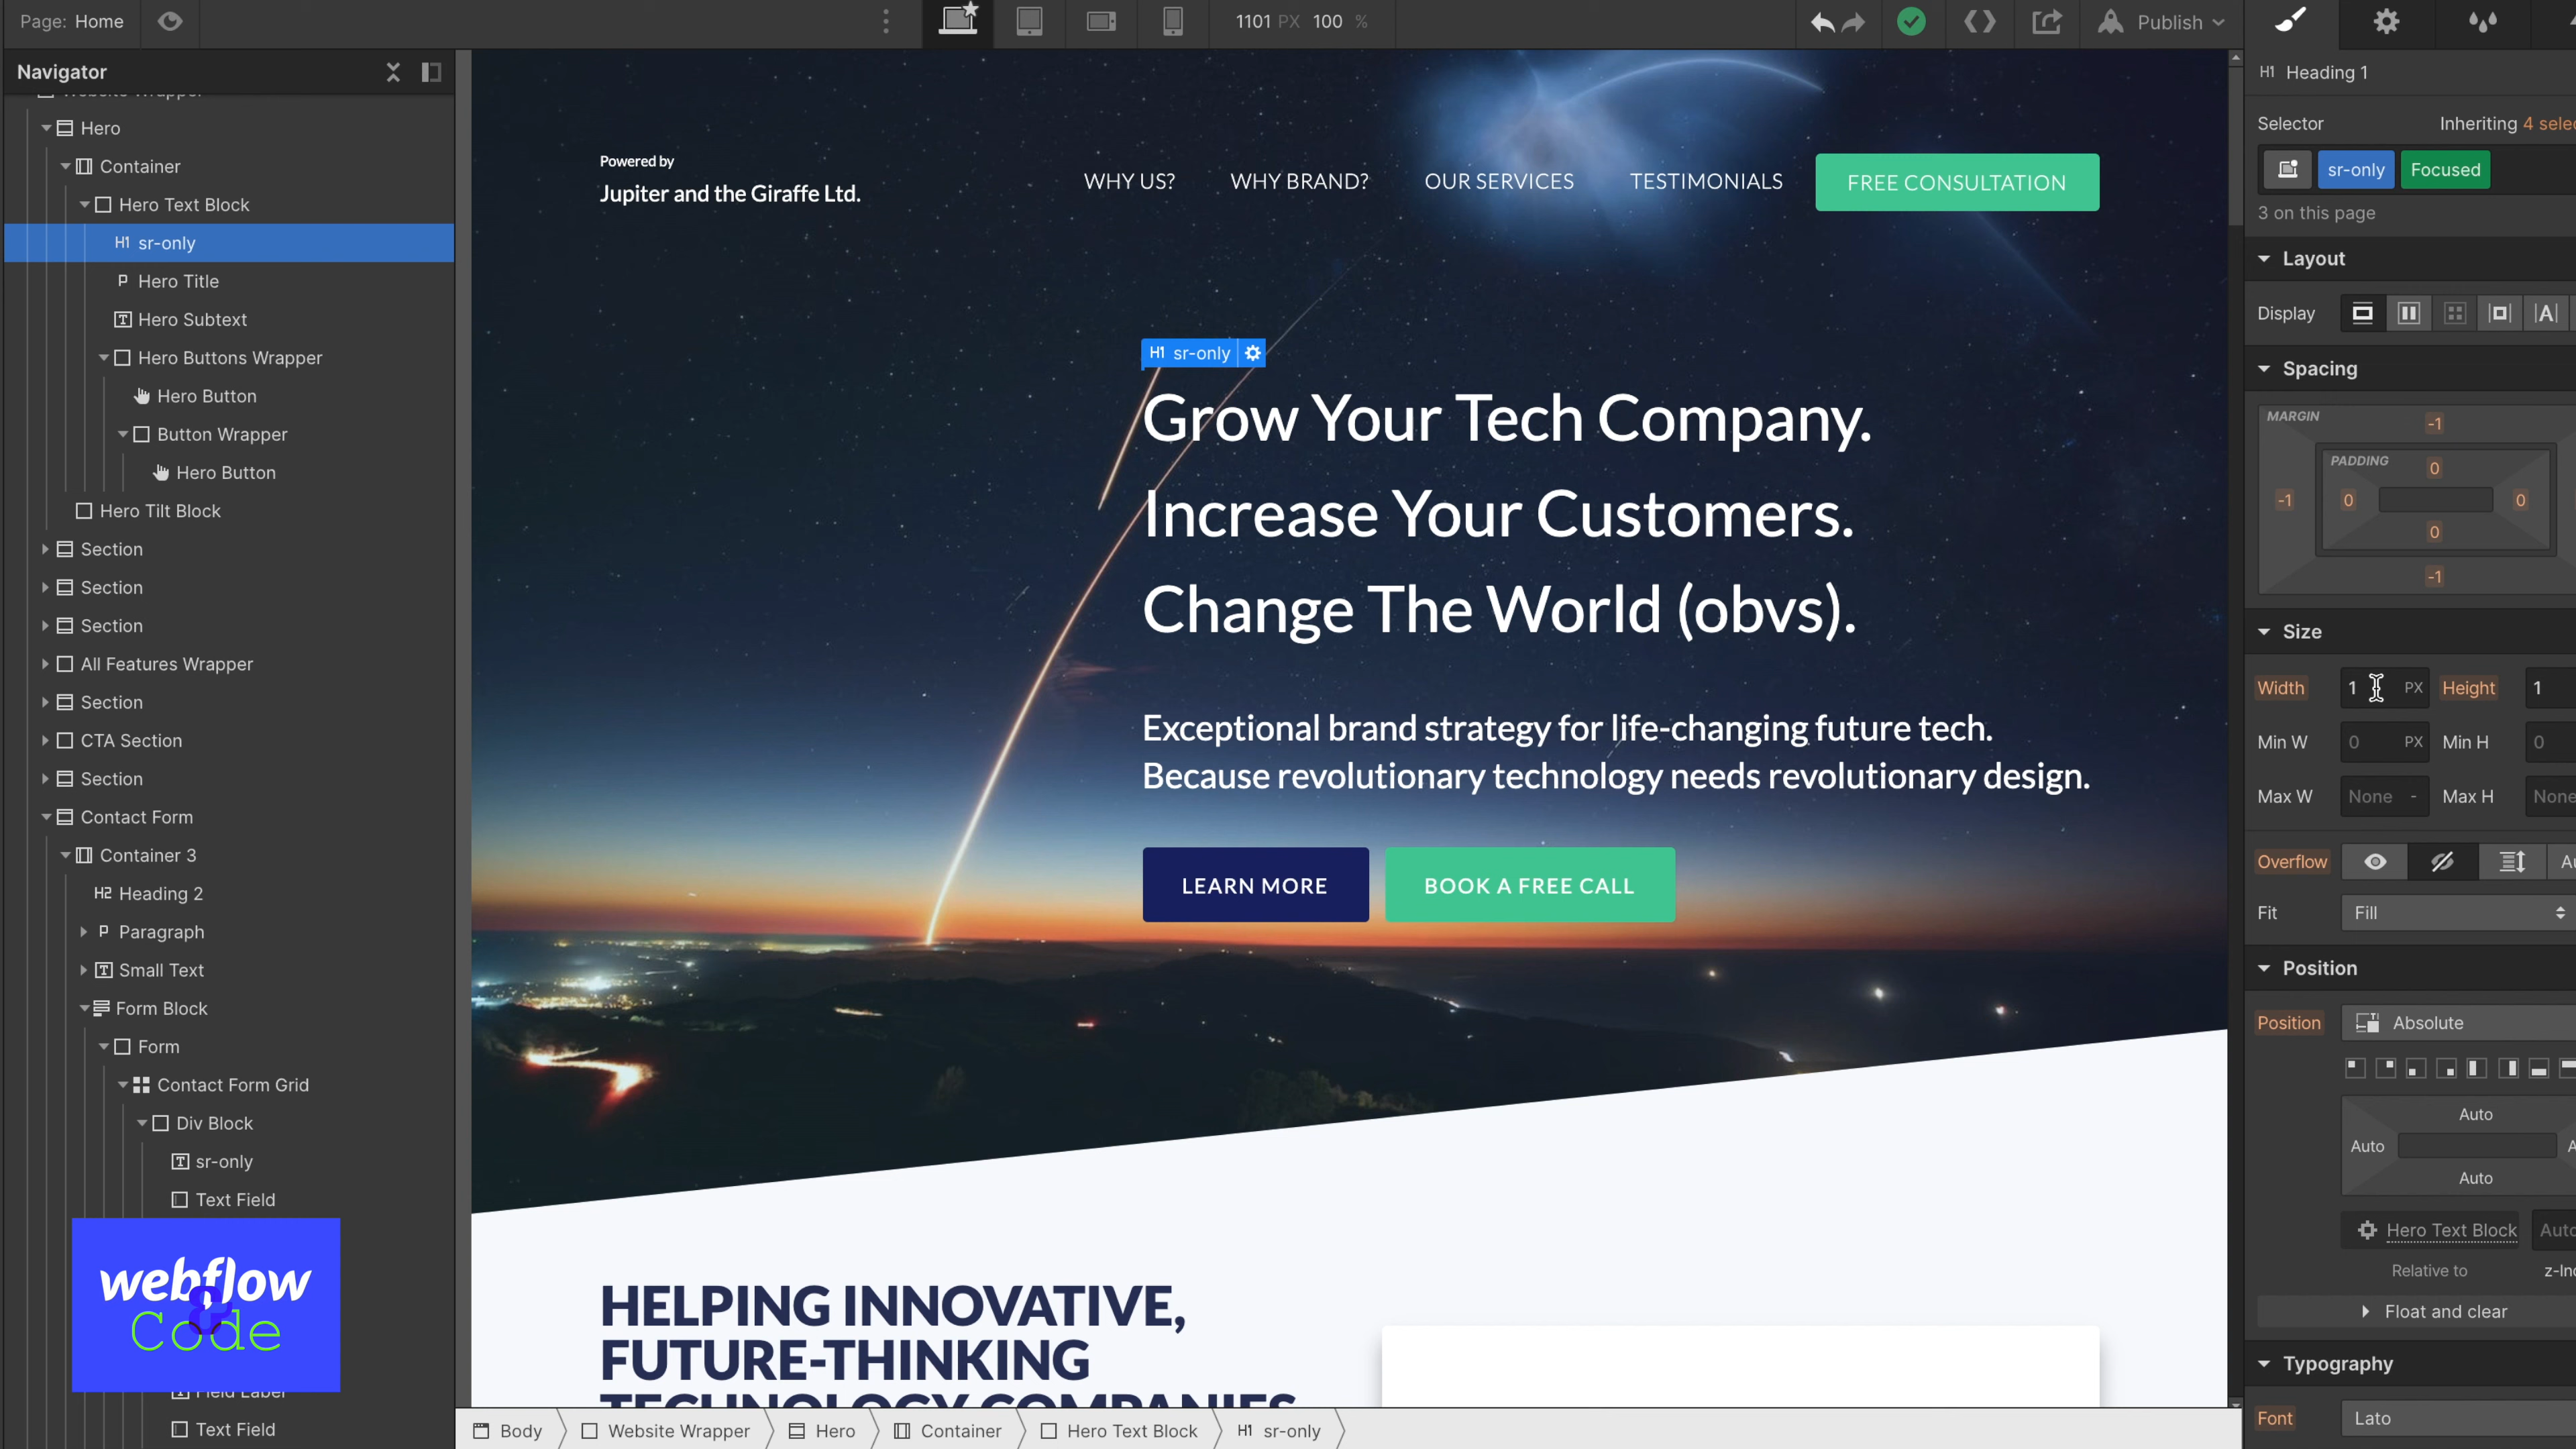 Page: Home
1101 PX 100 %
Publish
Navigator
Website Wrapper
Hero
Container
Hero Text Block
H1 sr-only
P Hero Title
T Hero Subtext
Hero Buttons Wrapper
Hero Button
Button Wrapper
Hero Button
Hero Tilt Block
Section
Section
Section
All Features Wrapper
Section
CTA Section
Section
Contact Form
Container 3
H2 Heading 2
P Paragraph
T Small Text
Form Block
Form
Contact Form Grid
Div Block
T sr-only
Text Field
webflow
&
Code
Field Label
Text Field
Powered by
Jupiter and the Giraffe Ltd.
WHY US? WHY BRAND? OUR SERVICES TESTIMONIALS FREE CONSULTATION
H1 sr-only
Grow Your Tech Company.
Increase Your Customers.
Change The World (obvs).
Exceptional brand strategy for life-changing future tech.
Because revolutionary technology needs revolutionary design.
LEARN MORE BOOK A FREE CALL
HELPING INNOVATIVE,
FUTURE-THINKING
TECHNOLOGY COMPANIES
Body Website Wrapper Hero Container Hero Text Block H1 sr-only
H1 Heading 1
Selector Inheriting 4 selec
sr-only Focused
3 on this page
Layout
Display
Spacing
MARGIN
-1
PADDING
0
-1 0 0
0
-1
Size
Width 1 PX Height 1
Min W 0 PX Min H 0
Max W None - Max H None
Overflow Au
Fit Fill
Position
Position Absolute
Auto
Auto A
Auto
Hero Text Block Auto
Relative to z-Ind
Float and clear
Typography
Font Lato